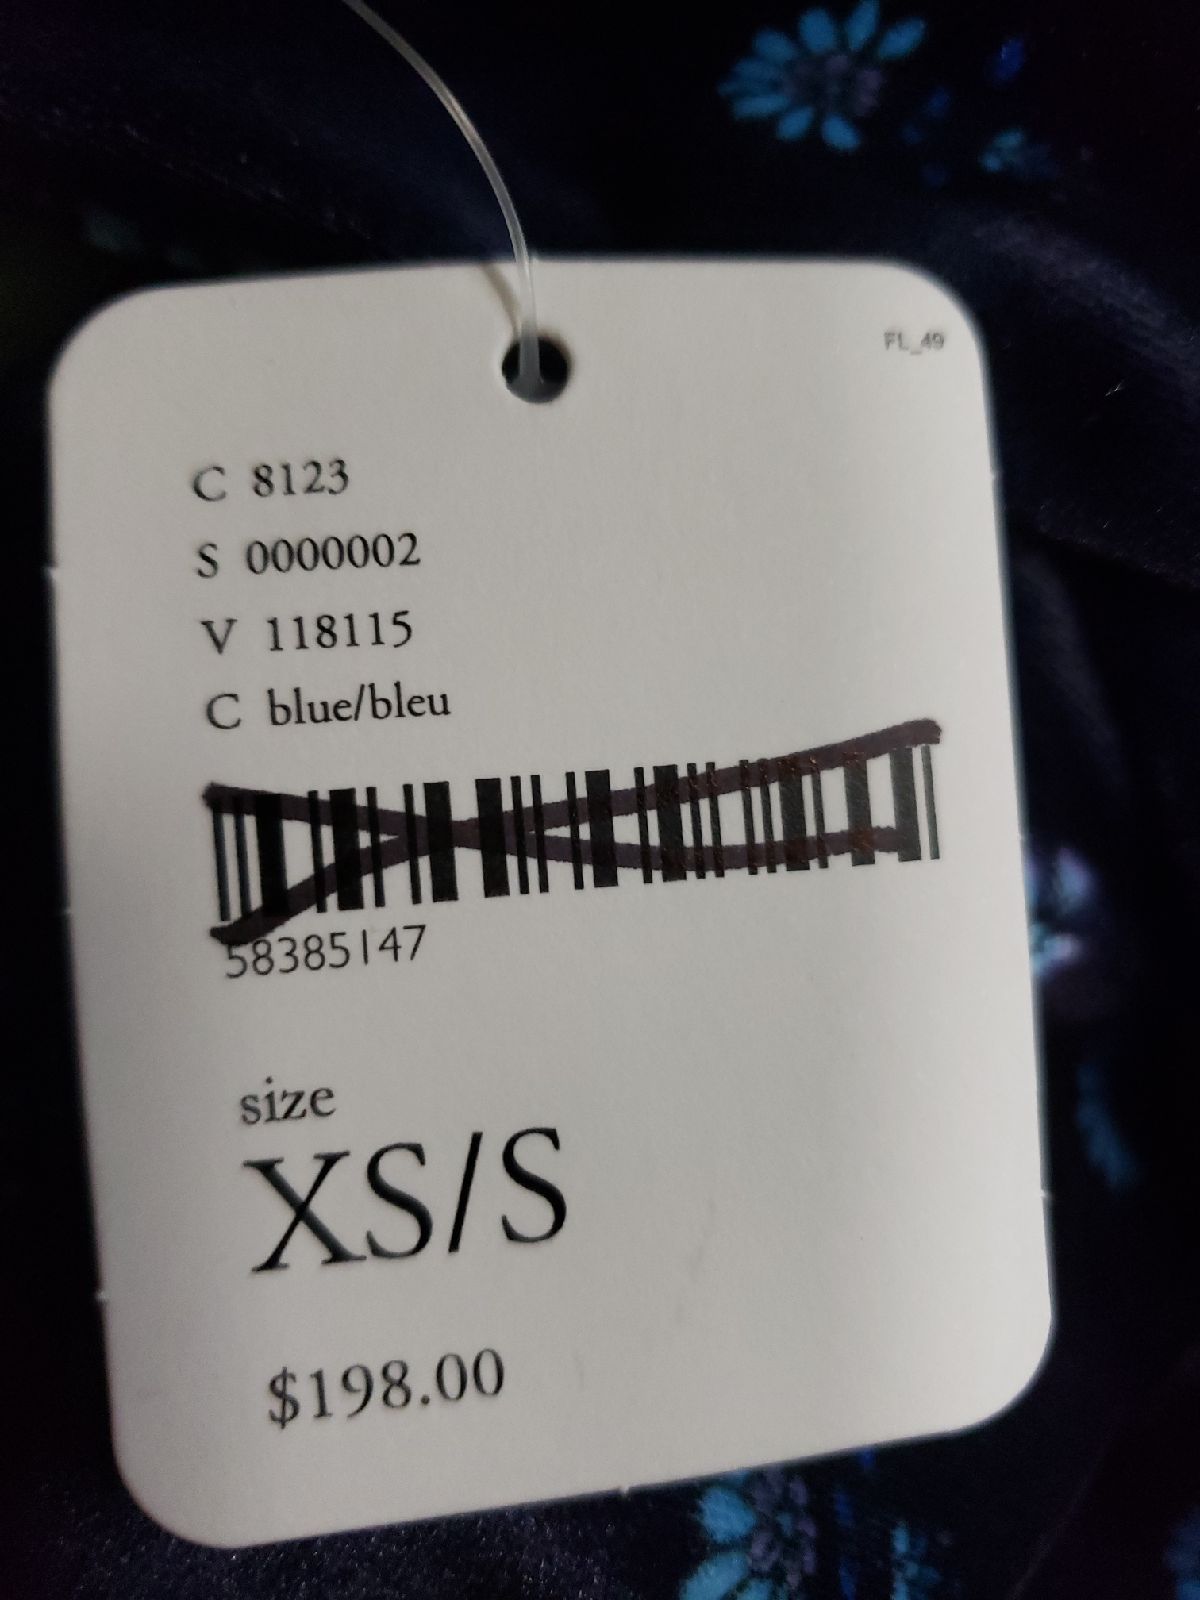 FL_49
C 8123
S 0000002
V 118115
C blue/bleu
58385147
size
XS/S
$198.00